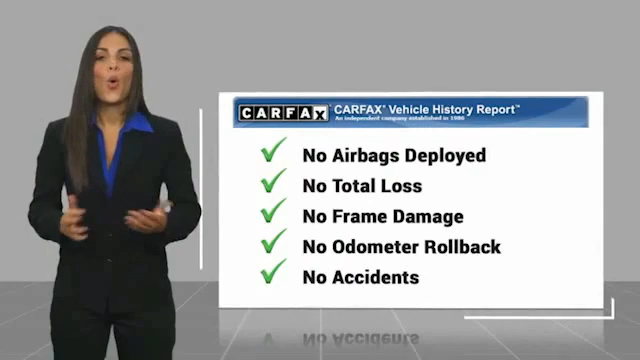 CARFAX CARFAX® Vehicle History Report™
An independent company established in 1986
No Airbags Deployed
No Total Loss
No Frame Damage
No Odometer Rollback
No Accidents